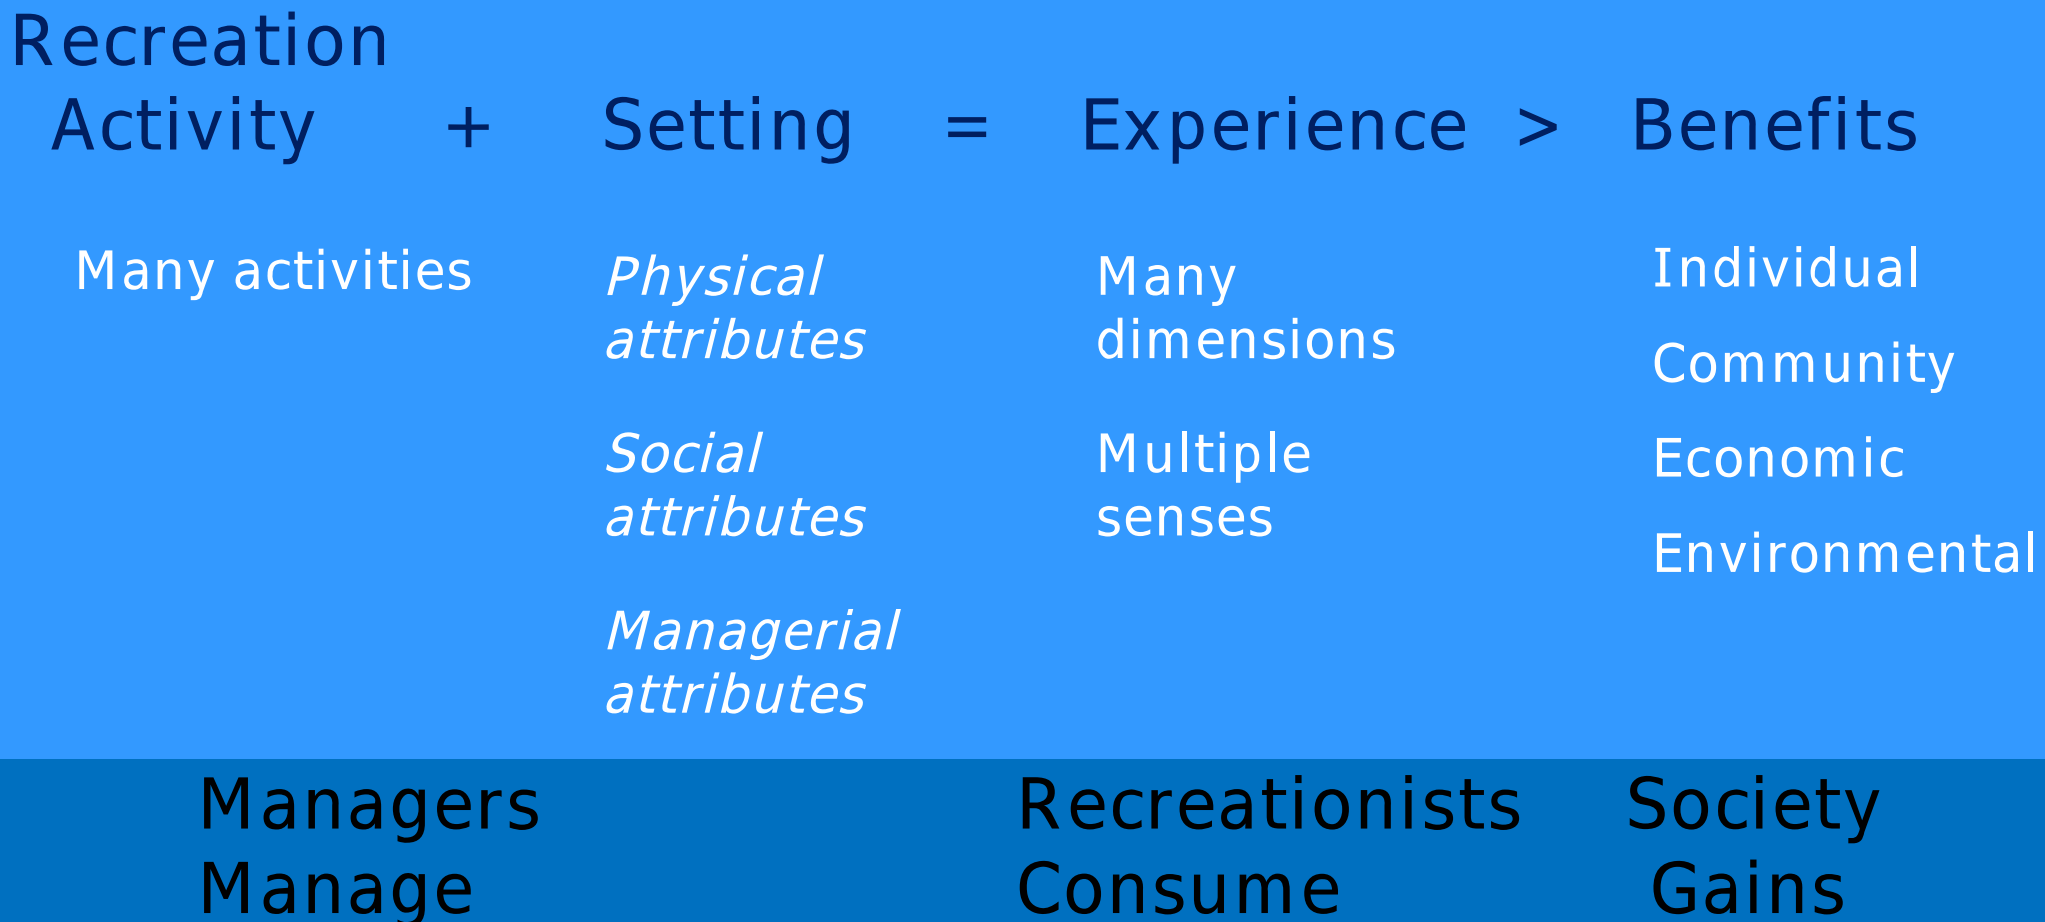 Recreation
Activity + Setting = Experience > Benefits
Many activities
Physical
attributes
Social
attributes
Managerial
attributes
Many
dimensions
Multiple
senses
Individual
Community
Economic
Environmental
Managers
Manage
Recreationists
Consume
Society
Gains